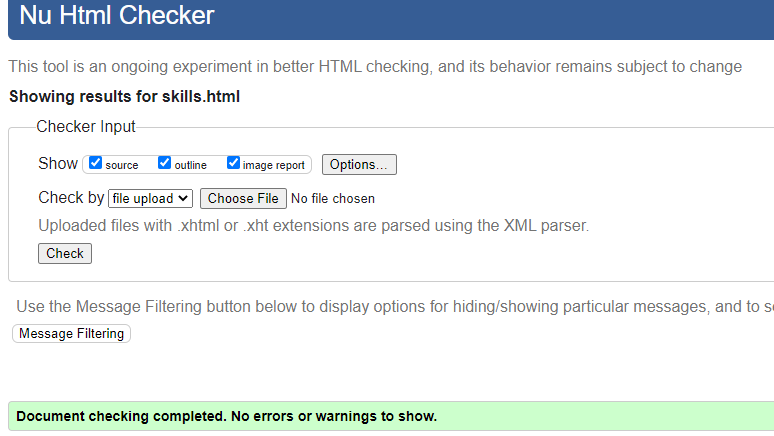 Nu Html Checker
This tool is an ongoing experiment in better HTML checking, and its behavior remains subject to change
Showing results for skills.html
Checker Input
Show source outline image report Options...
Check by file upload Choose File No file chosen
Uploaded files with .xhtml or .xht extensions are parsed using the XML parser.
Check
Use the Message Filtering button below to display options for hiding/showing particular messages, and to
Message Filtering
Document checking completed. No errors or warnings to show.